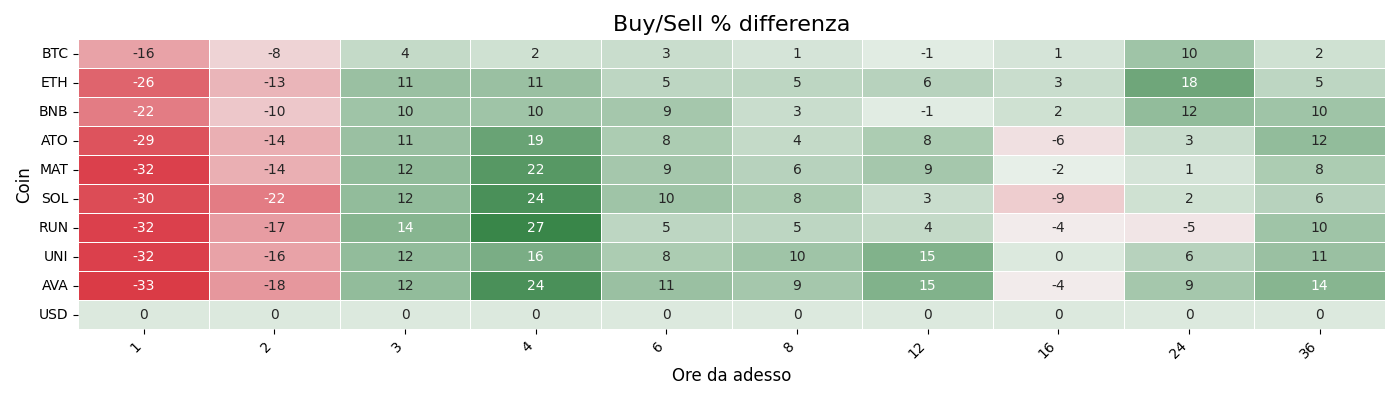 Buy/Sell % differenza
Coin
BTC -16 -8 4 2 3 1 -1 1 10 2
ETH -26 -13 11 11 5 5 6 3 18 5
BNB -22 -10 10 10 9 3 -1 2 12 10
ATO -29 -14 11 19 8 4 8 -6 3 12
MAT -32 -14 12 22 9 6 9 -2 1 8
SOL -30 -22 12 24 10 8 3 -9 2 6
RUN -32 -17 14 27 5 5 4 -4 -5 10
UNI -32 -16 12 16 8 10 15 0 6 11
AVA -33 -18 12 24 11 9 15 -4 9 14
USD 0 0 0 0 0 0 0 0 0 0
1 2 3 4 6 8 12 16 24 36
Ore da adesso